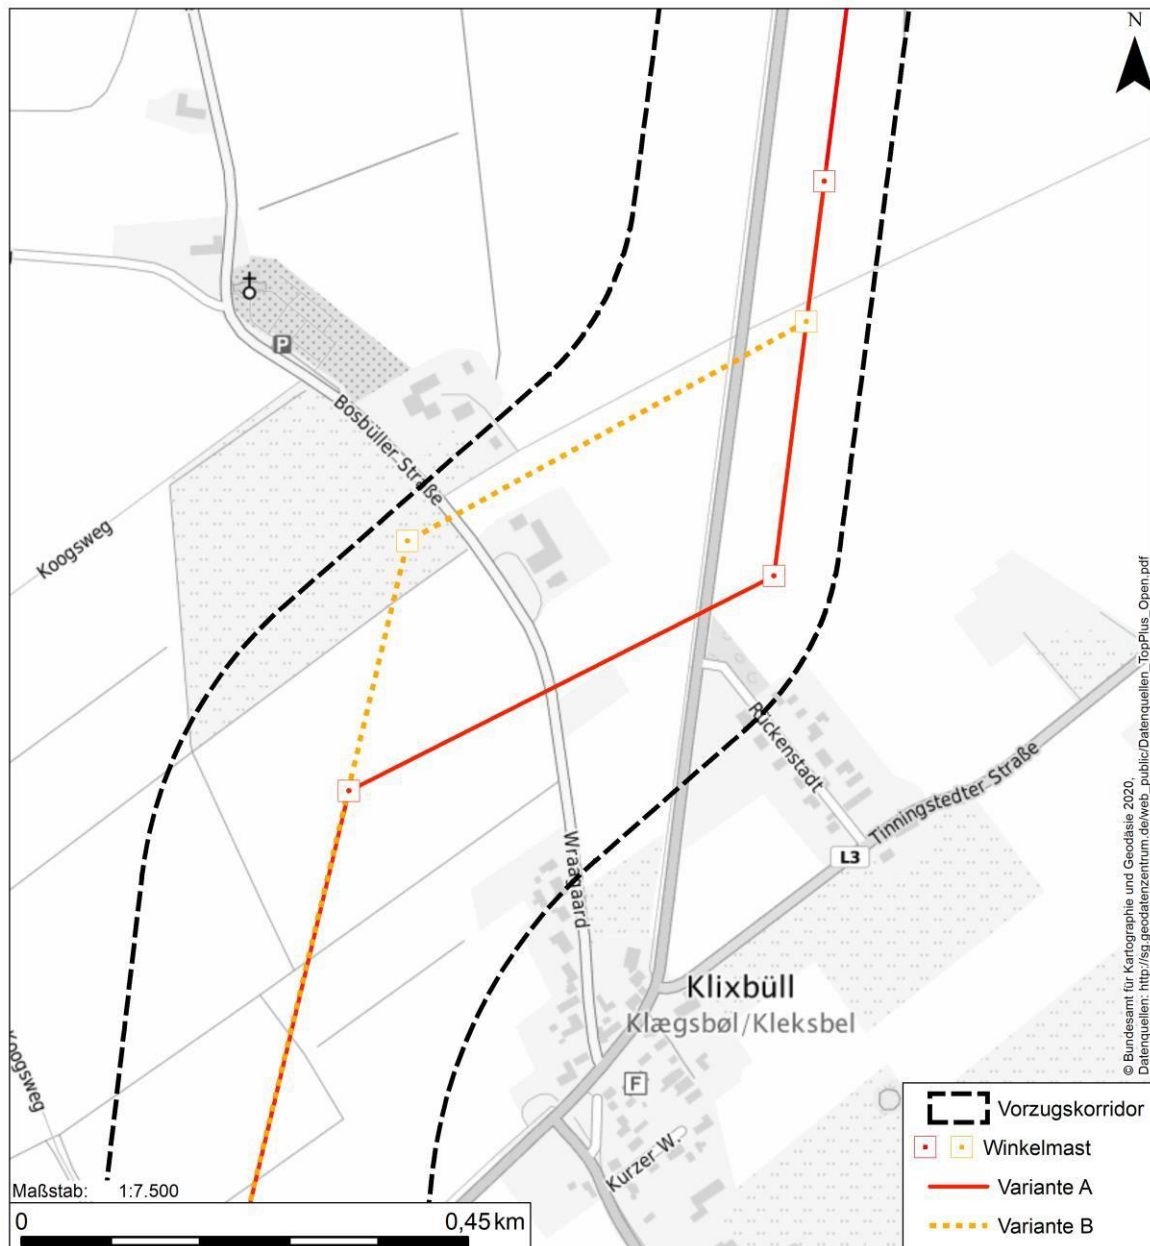 N
P
Bosbüller Straße
Koogsweg
Rückenstadt
Tinningstedter Straße
L3
Wraagaard
Klixbüll
Klægsbøl/Kleksbel
F
Koogsweg
Kurzer W.
© Bundesamt für Kartographie und Geodäsie 2020,
Datenquellen: http://sg.geodatenzentrum.de/web_public/Datenquellen_TopPlus_Open.pdf
Vorzugskorridor
Winkelmast
Variante A
Variante B
Maßstab: 1:7.500
0 0,45 km